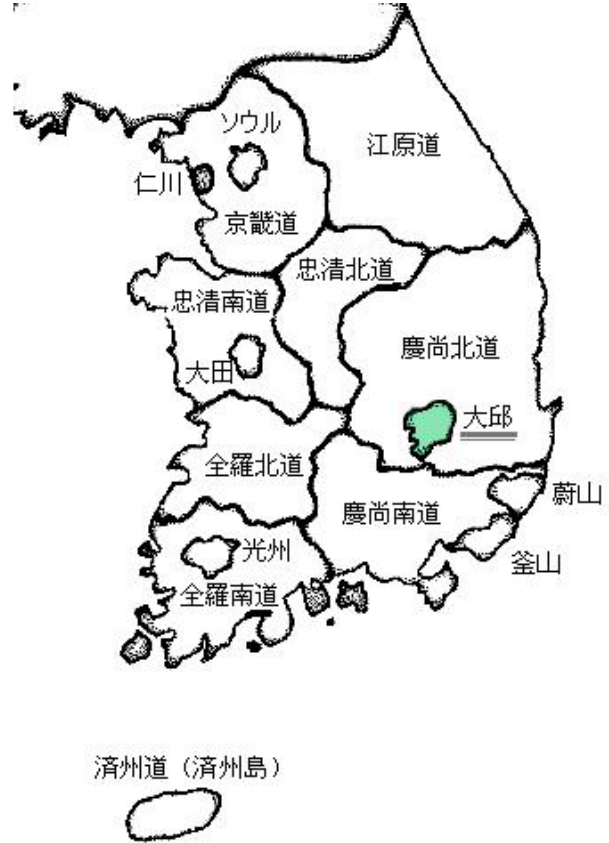 ソウル
江原道
仁川
京畿道
忠清北道
忠清南道
慶尚北道
大田
大邱
全羅北道
蔚山
慶尚南道
光州
釜山
全羅南道
済州道（済州島）